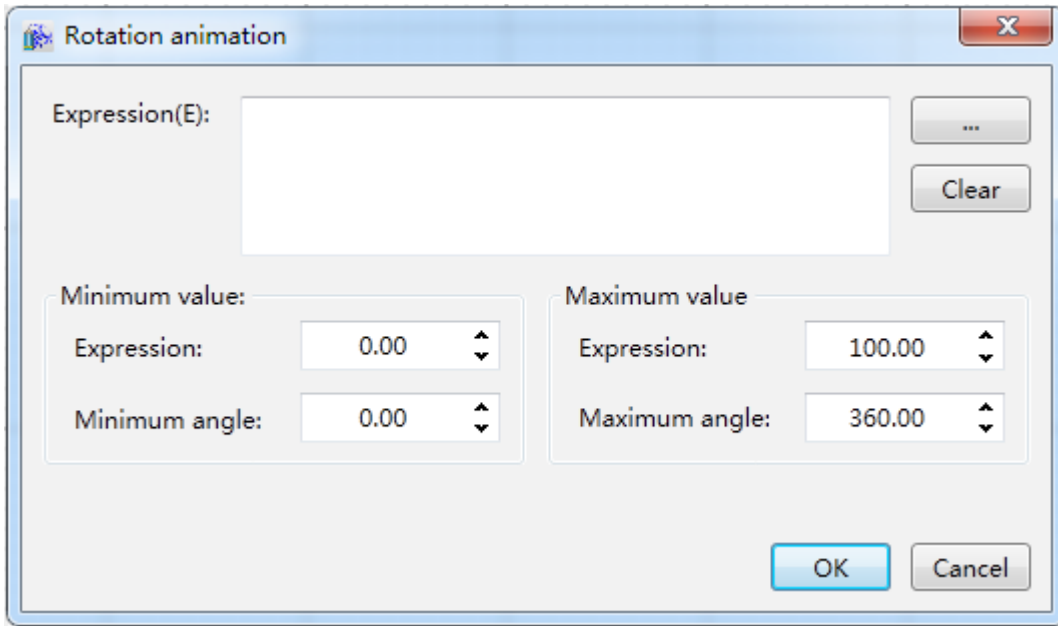 Rotation animation
Expression(E):
...
Clear
Minimum value:
Maximum value
Expression: 0.00
Expression: 100.00
Minimum angle: 0.00
Maximum angle: 360.00
OK
Cancel